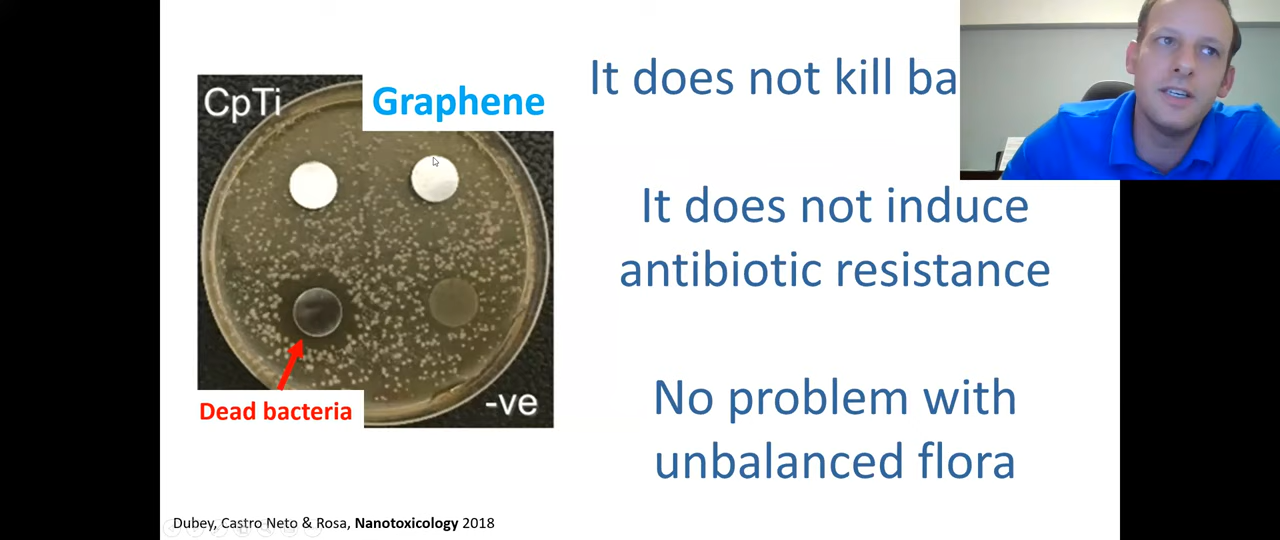 CpTi
Graphene
Dead bacteria
-ve
It does not kill ba
It does not induce
antibiotic resistance
No problem with
unbalanced flora
Dubey, Castro Neto & Rosa, Nanotoxicology 2018